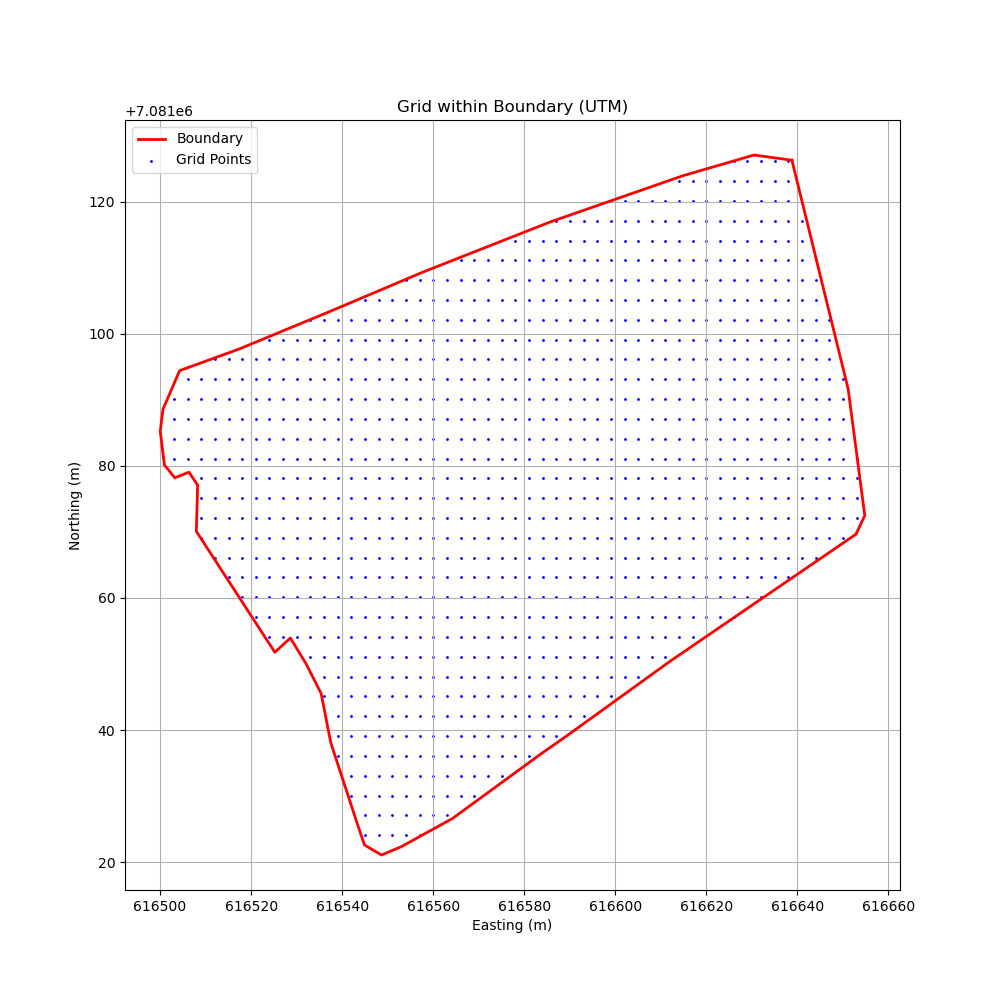 Grid within Boundary (UTM)
+7.081e6
Boundary
Grid Points
120
100
80
60
40
20
Northing (m)
616500 616520 616540 616560 616580 616600 616620 616640 616660
Easting (m)